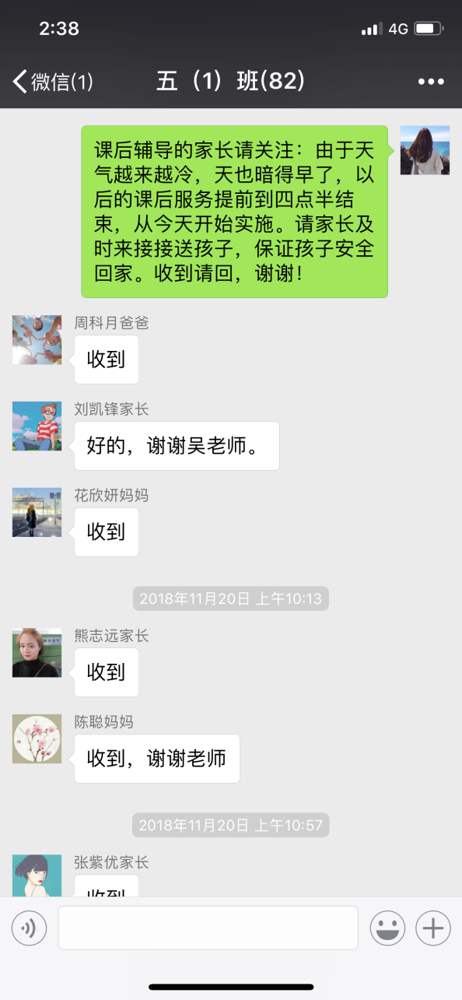 2:38
4G
微信(1)
五（1）班(82)
课后辅导的家长请关注：由于天
气越来越冷，天也暗得早了，以
后的课后服务提前到四点半结
束，从今天开始实施。请家长及
时来接接送孩子，保证孩子安全
回家。收到请回，谢谢！
周科月爸爸
收到
刘凯锋家长
好的，谢谢吴老师。
花欣妍妈妈
收到
2018年11月20日 上午10:13
熊志远家长
收到
陈聪妈妈
收到，谢谢老师
2018年11月20日 上午10:57
张紫优家长
收到